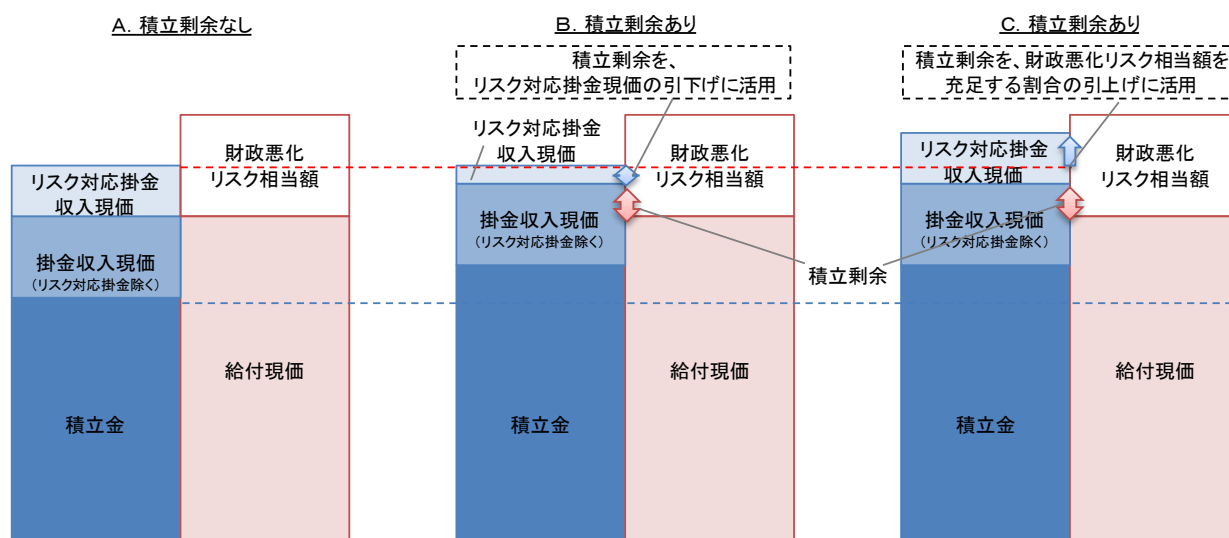 A. 積立剰余なし
リスク対応掛金
収入現価
掛金収入現価
(リスク対応掛金除く)
積立金
財政悪化
リスク相当額
給付現価
B. 積立剰余あり
積立剰余を、
リスク対応掛金現価の引下げに活用
リスク対応掛金
収入現価
掛金収入現価
(リスク対応掛金除く)
積立金
財政悪化
リスク相当額
給付現価
積立剰余
C. 積立剰余あり
積立剰余を、財政悪化リスク相当額を
充足する割合の引上げに活用
リスク対応掛金
収入現価
掛金収入現価
(リスク対応掛金除く)
積立金
財政悪化
リスク相当額
給付現価